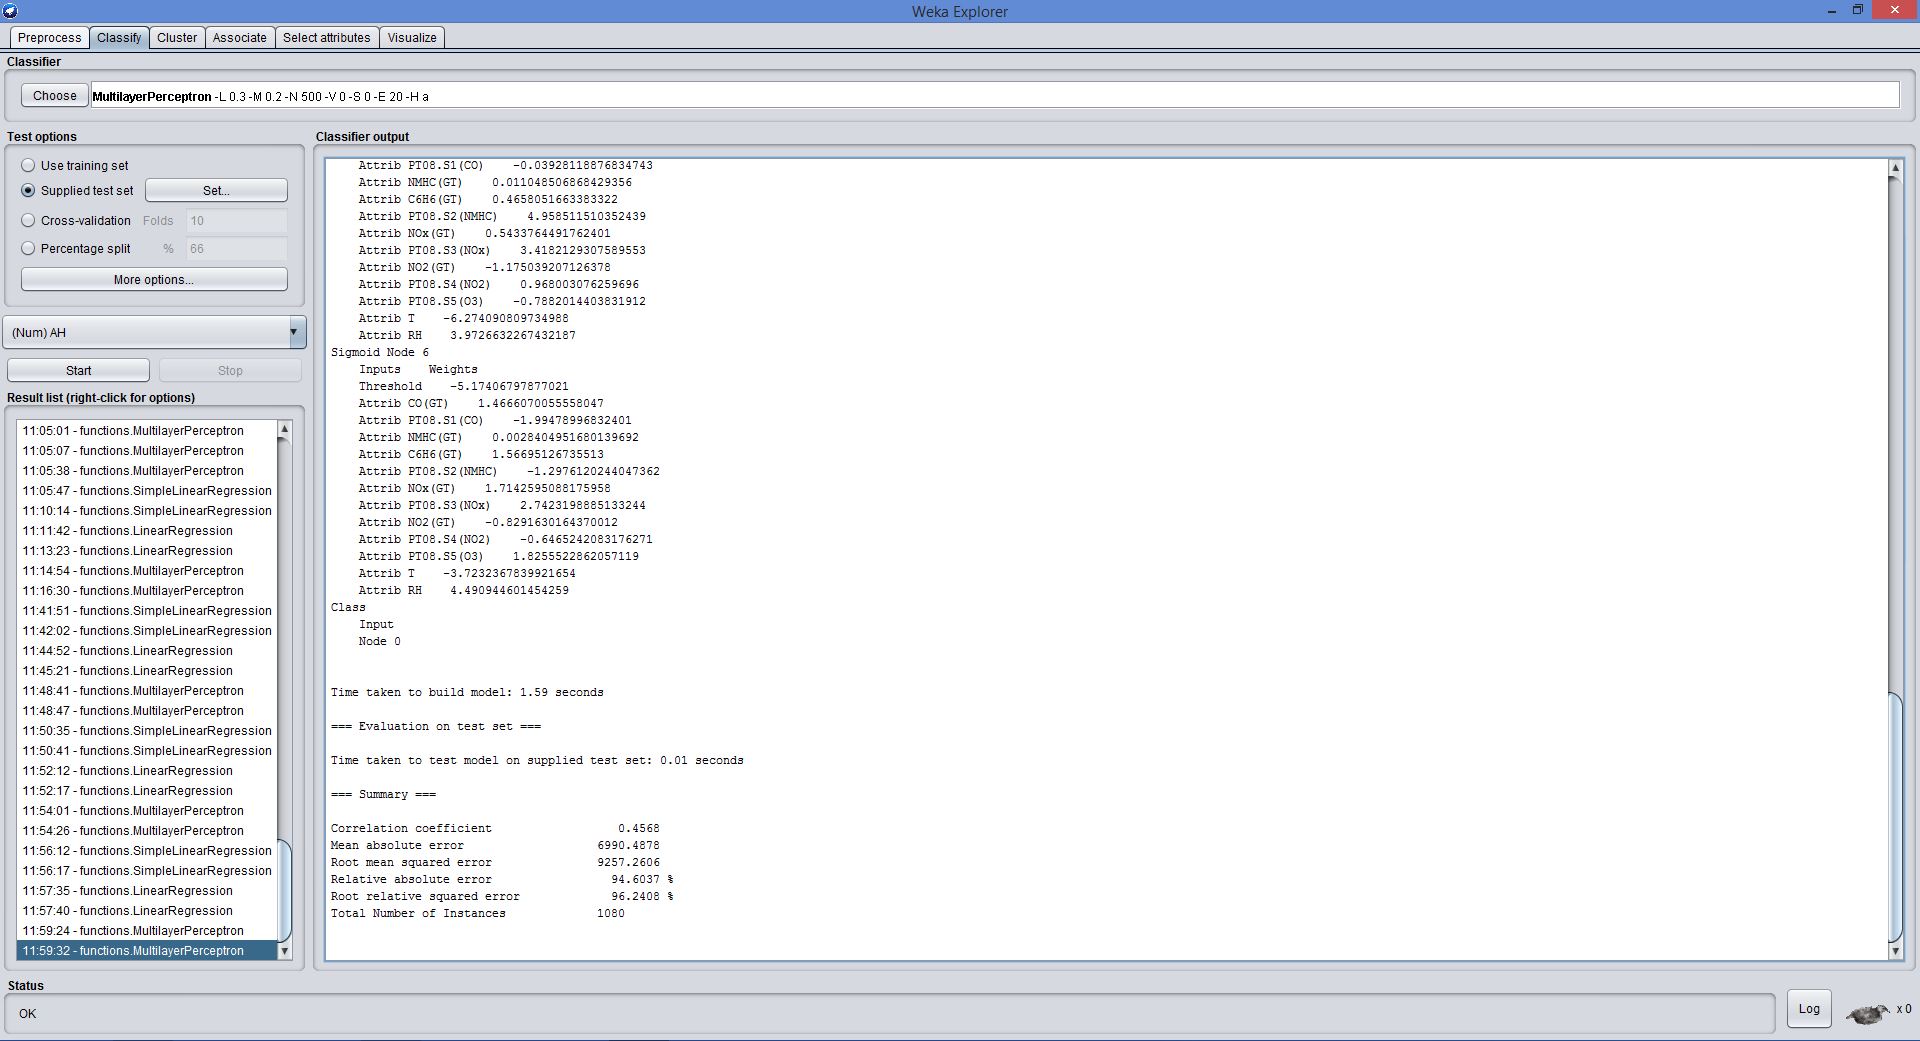 Weka Explorer
Preprocess Classify Cluster Associate Select attributes Visualize
Classifier
Choose MultilayerPerceptron -L 0.3 -M 0.2 -N 500 -V 0 -S 0 -E 20 -H a
Test options
Use training set
Supplied test set Set...
Cross-validation Folds 10
Percentage split % 66
More options...
(Num) AH
Start Stop
Result list (right-click for options)
11:05:01 - functions.MultilayerPerceptron
11:05:07 - functions.MultilayerPerceptron
11:05:38 - functions.MultilayerPerceptron
11:05:47 - functions.SimpleLinearRegression
11:10:14 - functions.SimpleLinearRegression
11:11:42 - functions.LinearRegression
11:13:23 - functions.LinearRegression
11:14:54 - functions.MultilayerPerceptron
11:16:30 - functions.MultilayerPerceptron
11:41:51 - functions.SimpleLinearRegression
11:42:02 - functions.SimpleLinearRegression
11:44:52 - functions.LinearRegression
11:45:21 - functions.LinearRegression
11:48:41 - functions.MultilayerPerceptron
11:48:47 - functions.MultilayerPerceptron
11:50:35 - functions.SimpleLinearRegression
11:50:41 - functions.SimpleLinearRegression
11:52:12 - functions.LinearRegression
11:52:17 - functions.LinearRegression
11:54:01 - functions.MultilayerPerceptron
11:54:26 - functions.MultilayerPerceptron
11:56:12 - functions.SimpleLinearRegression
11:56:17 - functions.SimpleLinearRegression
11:57:35 - functions.LinearRegression
11:57:40 - functions.LinearRegression
11:59:24 - functions.MultilayerPerceptron
11:59:32 - functions.MultilayerPerceptron
Classifier output
Attrib PT08.S1(CO) -0.03928118876834743
Attrib NMHC(GT) 0.011048506868429356
Attrib C6H6(GT) 0.4658051663383322
Attrib PT08.S2(NMHC) 4.958511510352439
Attrib NOx(GT) 0.5433764491762401
Attrib PT08.S3(NOx) 3.4182129307589553
Attrib NO2(GT) -1.175039207126378
Attrib PT08.S4(NO2) 0.968003076259696
Attrib PT08.S5(O3) -0.7882014403831912
Attrib T -6.274090809734988
Attrib RH 3.9726632267432187
Sigmoid Node 6
Inputs Weights
Threshold -5.17406797877021
Attrib CO(GT) 1.4666070055558047
Attrib PT08.S1(CO) -1.99478996832401
Attrib NMHC(GT) 0.0028404951680139692
Attrib C6H6(GT) 1.56695126735513
Attrib PT08.S2(NMHC) -1.2976120244047362
Attrib NOx(GT) 1.7142595088175958
Attrib PT08.S3(NOx) 2.7423198885133244
Attrib NO2(GT) -0.8291630164370012
Attrib PT08.S4(NO2) -0.6465242083176271
Attrib PT08.S5(O3) 1.8255522862057119
Attrib T -3.7232367839921654
Attrib RH 4.490944601454259
Class
Input
Node 0
Time taken to build model: 1.59 seconds
=== Evaluation on test set ===
Time taken to test model on supplied test set: 0.01 seconds
=== Summary ===
Correlation coefficient 0.4568
Mean absolute error 6990.4878
Root mean squared error 9257.2606
Relative absolute error 94.6037 %
Root relative squared error 96.2408 %
Total Number of Instances 1080
Status
OK
Log x 0